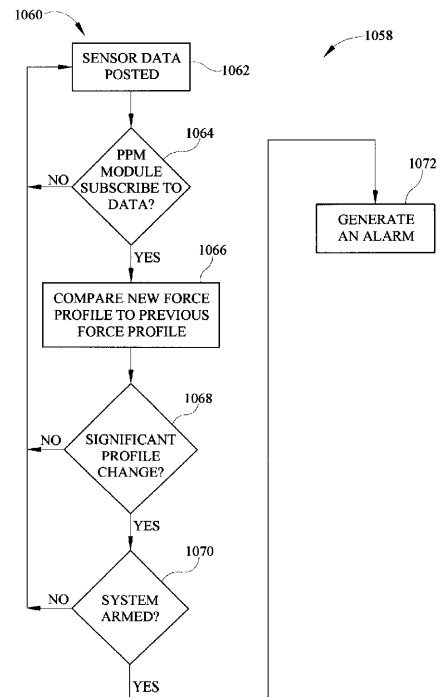 1060
1058
SENSOR DATA
POSTED
1062
1064
PPM
MODULE
SUBSCRIBE TO
DATA?
NO
YES
1072
GENERATE
AN ALARM
1066
COMPARE NEW FORCE
PROFILE TO PREVIOUS
FORCE PROFILE
1068
SIGNIFICANT
PROFILE
CHANGE?
NO
YES
1070
SYSTEM
ARMED?
NO
YES